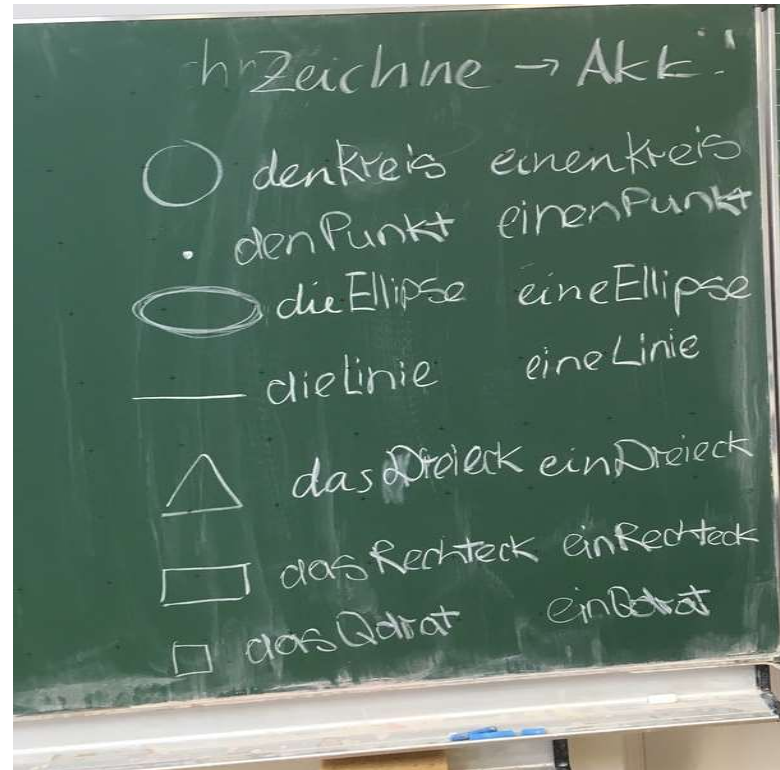 Zeichne → Akk!
den Kreis einen Kreis
den Punkt einen Punkt
die Ellipse eine Ellipse
die Linie eine Linie
das Dreieck ein Dreieck
das Rechteck ein Rechteck
das Qdrat ein Qdrat